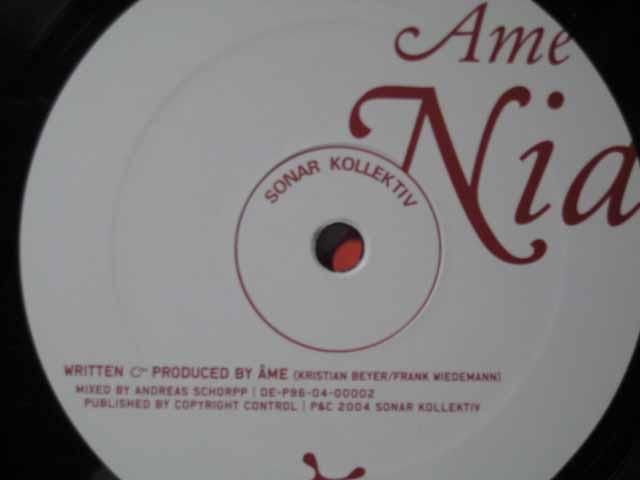 Ame
Nia
SONAR KOLLEKTIV
WRITTEN & PRODUCED BY ÂME (KRISTIAN BEYER/FRANK WIEDEMANN)
MIXED BY ANDREAS SCHORPP | DE-P96-04-00002
PUBLISHED BY COPYRIGHT CONTROL | P&C 2004 SONAR KOLLEKTIV